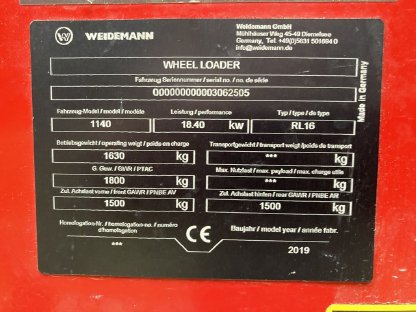 W WEIDEMANN
Weidemann GmbH
Mühlhäuser Weg 45-49 Diemelsee
Germany, Tel. +49(0)5631 501694 0
info@weidemann.de
WHEEL LOADER
Fahrzeug Seriennummer / serial no. / no. de série
00000000003062505
Fahrzeug-Model / model / modèle
1140
Leistung / performance
18.40 kw
Typ / type / de type
RL16
Betriebsgewicht / operating weight / poids en charge
1630 kg
Transportgewicht / transport weight / poids de transport
*** kg
G. Gew. / GWR / PTAC
1800 kg
Max. Nutzlast / max. payload / max. charge utile
*** kg
Zul. Achslast vorne / front GAWR / PNBE AV
1500 kg
Zul. Achslast hinten / rear GAWR / PNBE AR
1500 kg
Homologation-Nr. / homologation-no. / numéro
d'homologation
***
CE
Baujahr / model year / année fabr.
2019
Made in Germany